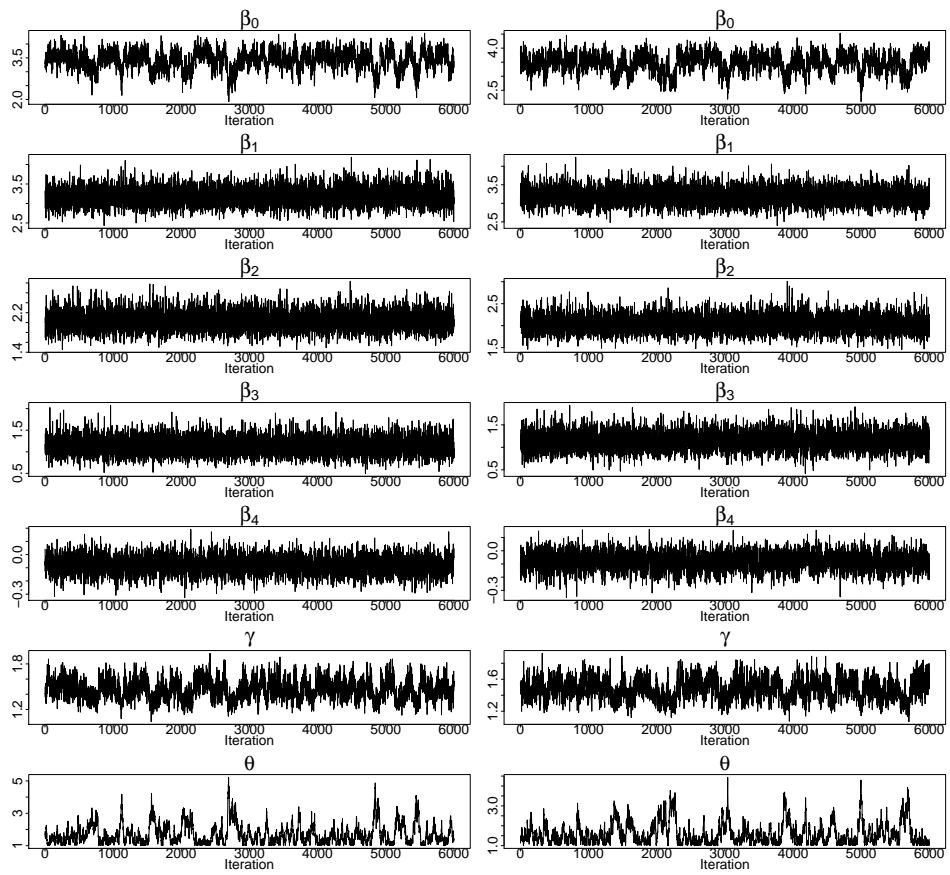 β0 β0
3.5 2.0 4.0 2.5
0 1000 2000 3000 4000 5000 6000 0 1000 2000 3000 4000 5000 6000
Iteration Iteration
β1 β1
3.5 2.5 3.5 2.5
0 1000 2000 3000 4000 5000 6000 0 1000 2000 3000 4000 5000 6000
Iteration Iteration
β2 β2
2.2 1.4 2.5 1.5
0 1000 2000 3000 4000 5000 6000 0 1000 2000 3000 4000 5000 6000
Iteration Iteration
β3 β3
1.5 0.5 1.5 0.5
0 1000 2000 3000 4000 5000 6000 0 1000 2000 3000 4000 5000 6000
Iteration Iteration
β4 β4
0.0 −0.3 0.0 −0.3
0 1000 2000 3000 4000 5000 6000 0 1000 2000 3000 4000 5000 6000
Iteration Iteration
γ γ
1.8 1.2 1.6 1.2
0 1000 2000 3000 4000 5000 6000 0 1000 2000 3000 4000 5000 6000
Iteration Iteration
θ θ
5 3 1 3.0 1.0
0 1000 2000 3000 4000 5000 6000 0 1000 2000 3000 4000 5000 6000
Iteration Iteration